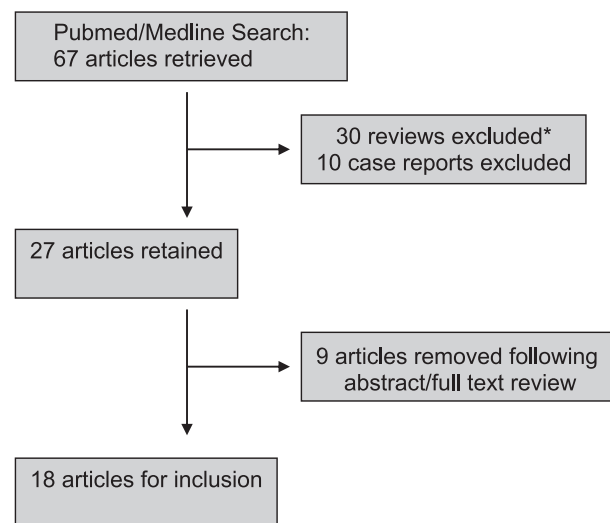 Pubmed/Medline Search:
67 articles retrieved
30 reviews excluded*
10 case reports excluded
27 articles retained
9 articles removed following
abstract/full text review
18 articles for inclusion